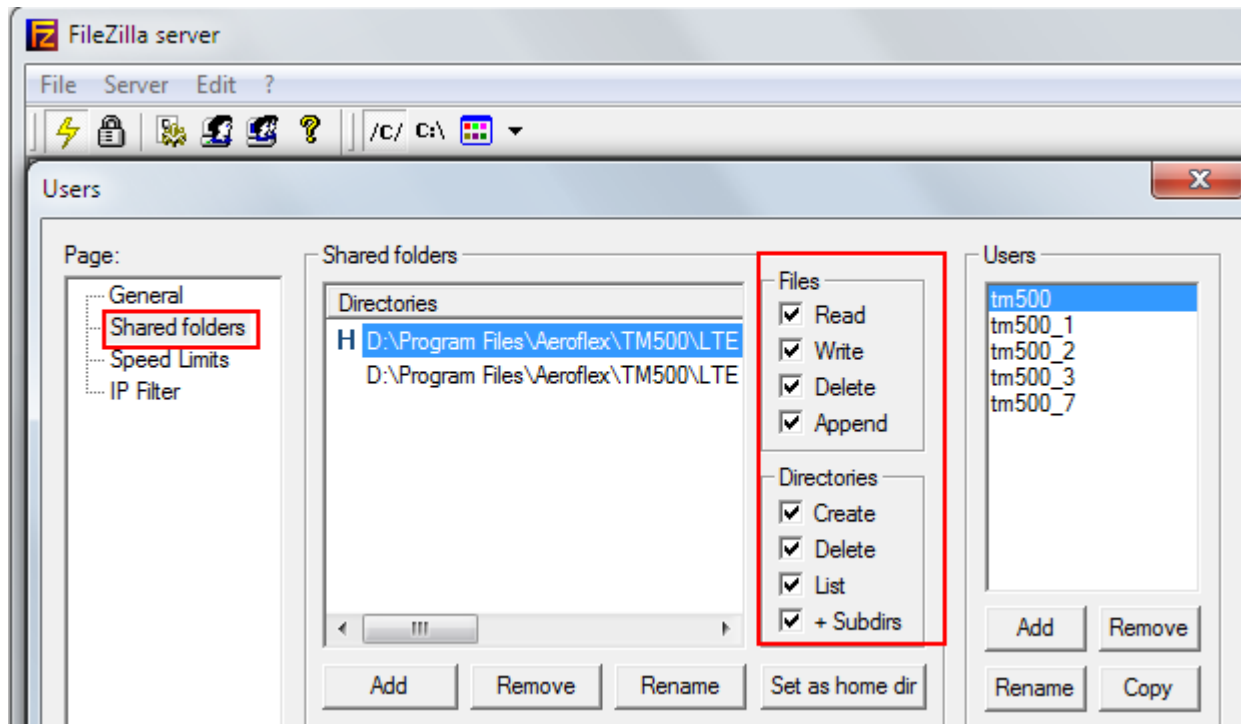 FileZilla server
File Server Edit ?
/C/ C:\
Users
Page:
General
Shared folders
Speed Limits
IP Filter
Shared folders
Directories
H D:\Program Files\Aeroflex\TM500\LTE
D:\Program Files\Aeroflex\TM500\LTE
Add Remove Rename Set as home dir
Files
Read
Write
Delete
Append
Directories
Create
Delete
List
+ Subdirs
Users
tm500
tm500_1
tm500_2
tm500_3
tm500_7
Add Remove
Rename Copy